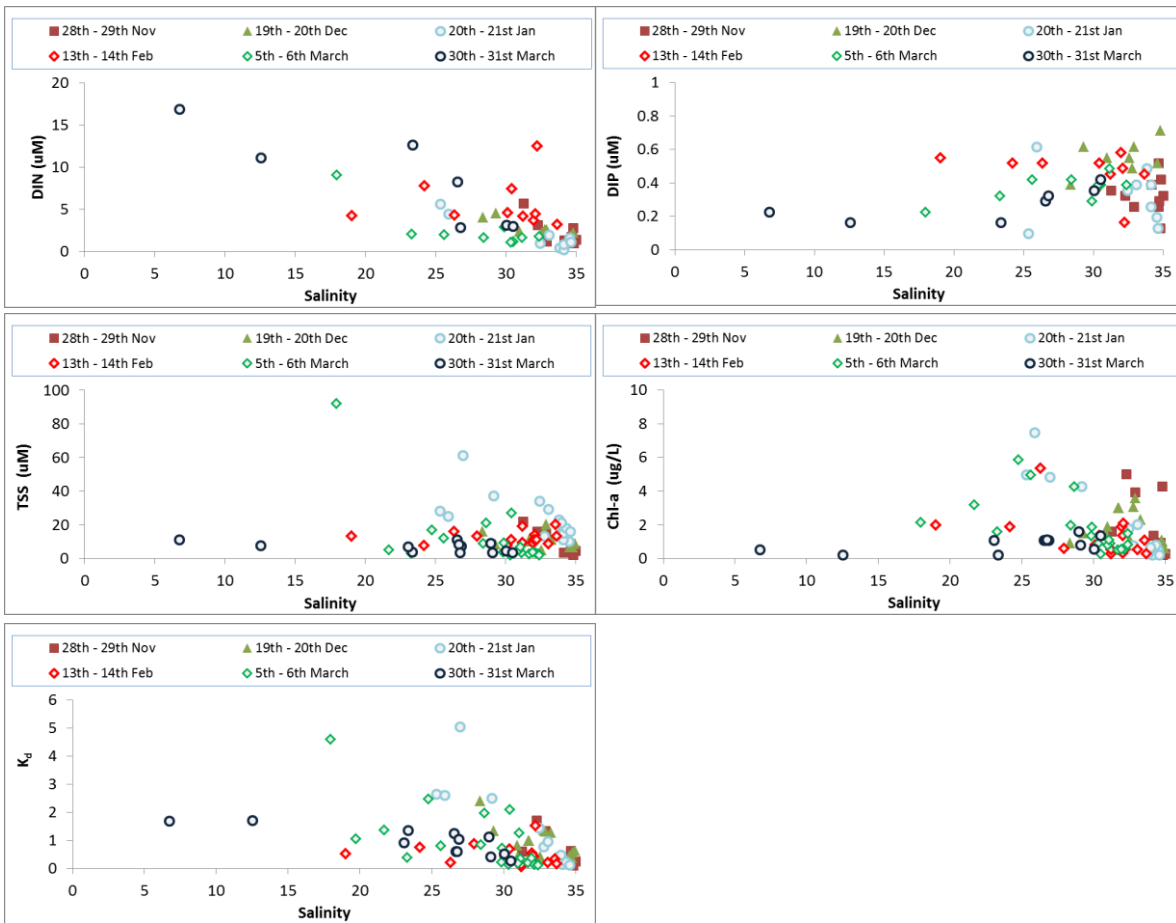 28th - 29th Nov 19th - 20th Dec 20th - 21st Jan
13th - 14th Feb 5th - 6th March 30th - 31st March
20
15
10
5
0
DIN (uM)
0 5 10 15 20 25 30 35
Salinity
28th - 29th Nov 19th - 20th Dec 20th - 21st Jan
13th - 14th Feb 5th - 6th March 30th - 31st March
1
0.8
0.6
0.4
0.2
0
DIP (uM)
0 5 10 15 20 25 30 35
Salinity
28th - 29th Nov 19th - 20th Dec 20th - 21st Jan
13th - 14th Feb 5th - 6th March 30th - 31st March
100
80
60
40
20
0
TSS (uM)
0 5 10 15 20 25 30 35
Salinity
28th - 29th Nov 19th - 20th Dec 20th - 21st Jan
13th - 14th Feb 5th - 6th March 30th - 31st March
10
8
6
4
2
0
Chl-a (ug/L)
0 5 10 15 20 25 30 35
Salinity
28th - 29th Nov 19th - 20th Dec 20th - 21st Jan
13th - 14th Feb 5th - 6th March 30th - 31st March
6
5
4
3
2
1
0
Kd
0 5 10 15 20 25 30 35
Salinity